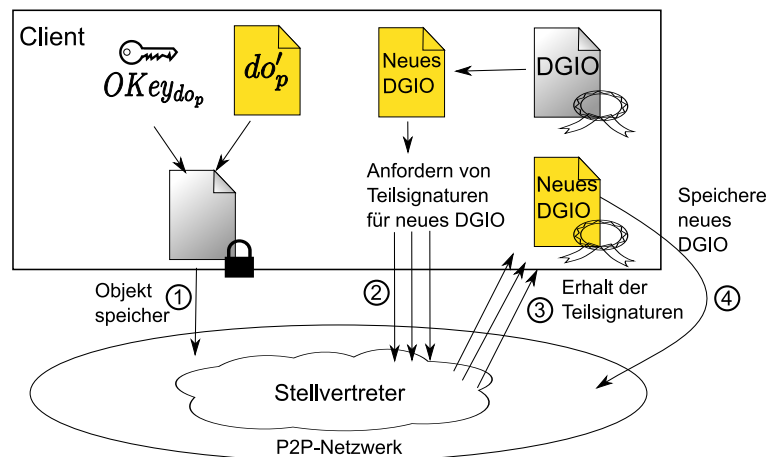 Client
OKey_{do_p}
do'_p
Neues
DGIO
DGIO
Anfordern von
Teilsignaturen
für neues DGIO
Neues
DGIO
Speichere
neues
DGIO
Objekt
speicher
1
2
3
Erhalt der
Teilsignaturen
4
Stellvertreter
P2P-Netzwerk